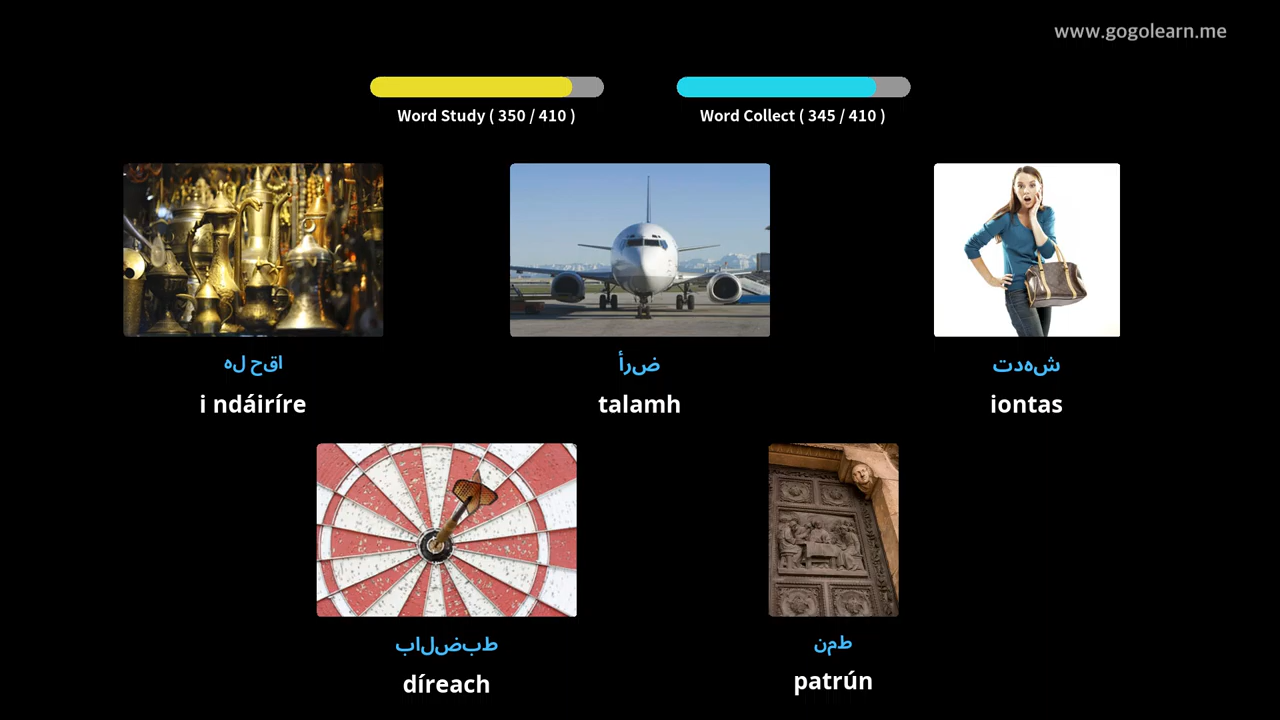 www.gogolearn.me
Word Study ( 350 / 410 )
Word Collect ( 345 / 410 )
اقح له
i ndáiríre
ضرأ
talamh
شهدت
iontas
طبضلاب
díreach
طمن
patrún